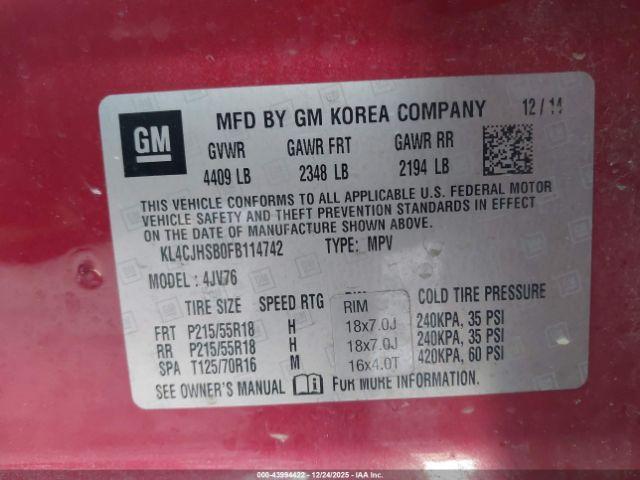 GM MFD BY GM KOREA COMPANY 12 / 14
GVWR GAWR FRT GAWR RR
4409 LB 2348 LB 2194 LB
THIS VEHICLE CONFORMS TO ALL APPLICABLE U.S. FEDERAL MOTOR
VEHICLE SAFETY AND THEFT PREVENTION STANDARDS IN EFFECT
ON THE DATE OF MANUFACTURE SHOWN ABOVE.
KL4CJHSB0FB114742 TYPE: MPV
MODEL: 4JV76
TIRE SIZE SPEED RTG RIM COLD TIRE PRESSURE
FRT P215/55R18 H 18x7.0J 240KPA, 35 PSI
RR P215/55R18 H 18x7.0J 240KPA, 35 PSI
SPA T125/70R16 M 16x4.0T 420KPA, 60 PSI
SEE OWNER'S MANUAL FOR MORE INFORMATION.
000-43994422 - 12/24/2025 - IAA, Inc.